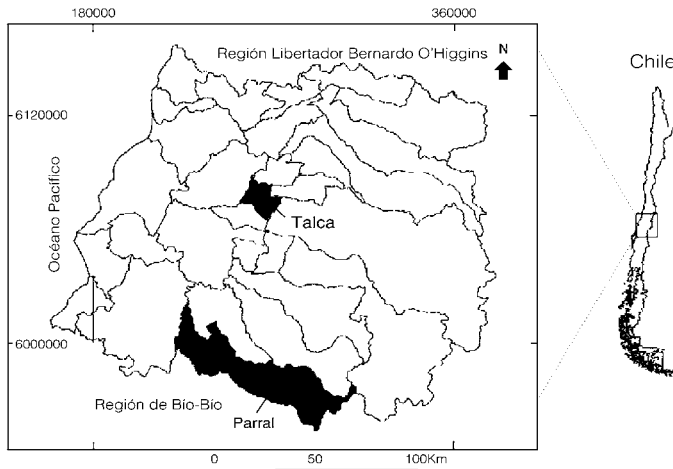 180000
360000
Región Libertador Bernardo O'Higgins
N
Chile
6120000
Océano Pacífico
Talca
6000000
Región de Bío-Bío
Parral
0 50 100Km